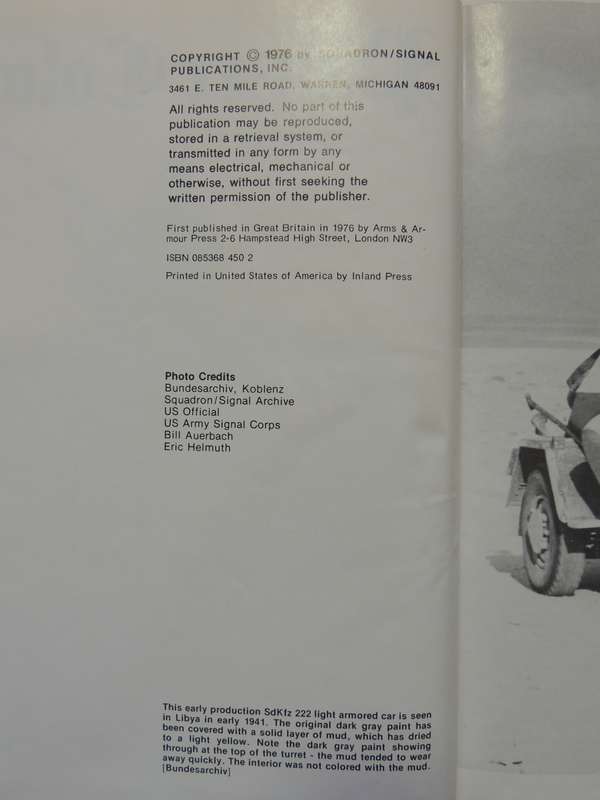 COPYRIGHT © 1976 by SQUADRON/SIGNAL
PUBLICATIONS, INC.
3461 E. TEN MILE ROAD, WARREN, MICHIGAN 48091
All rights reserved. No part of this
publication may be reproduced,
stored in a retrieval system, or
transmitted in any form by any
means electrical, mechanical or
otherwise, without first seeking the
written permission of the publisher.
First published in Great Britain in 1976 by Arms & Ar-
mour Press 2-6 Hampstead High Street, London NW3
ISBN 085368 450 2
Printed in United States of America by Inland Press
Photo Credits
Bundesarchiv, Koblenz
Squadron/Signal Archive
US Official
US Army Signal Corps
Bill Auerbach
Eric Helmuth
This early production SdKfz 222 light armored car is seen
in Libya in early 1941. The original dark gray paint has
been covered with a solid layer of mud, which has dried
to a light yellow. Note the dark gray paint showing
through at the top of the turret - the mud tended to wear
away quickly. The interior was not colored with the mud.
[Bundesarchiv]